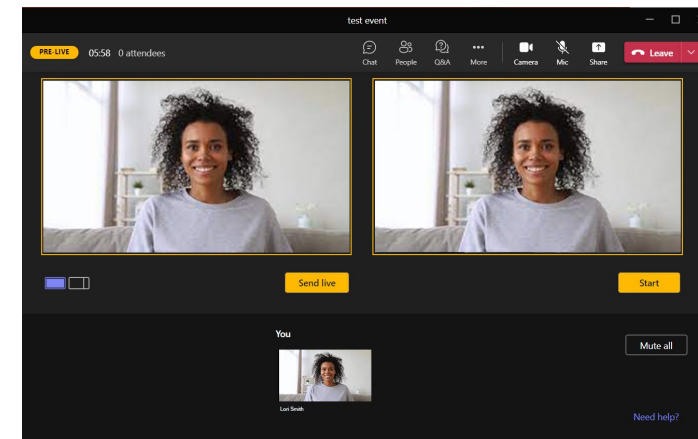 test event
PRE-LIVE 05:58 0 attendees
Chat People Q&A More Camera Mic Share Leave
Send live Start
You
Mute all
Lori Smith
Need help?